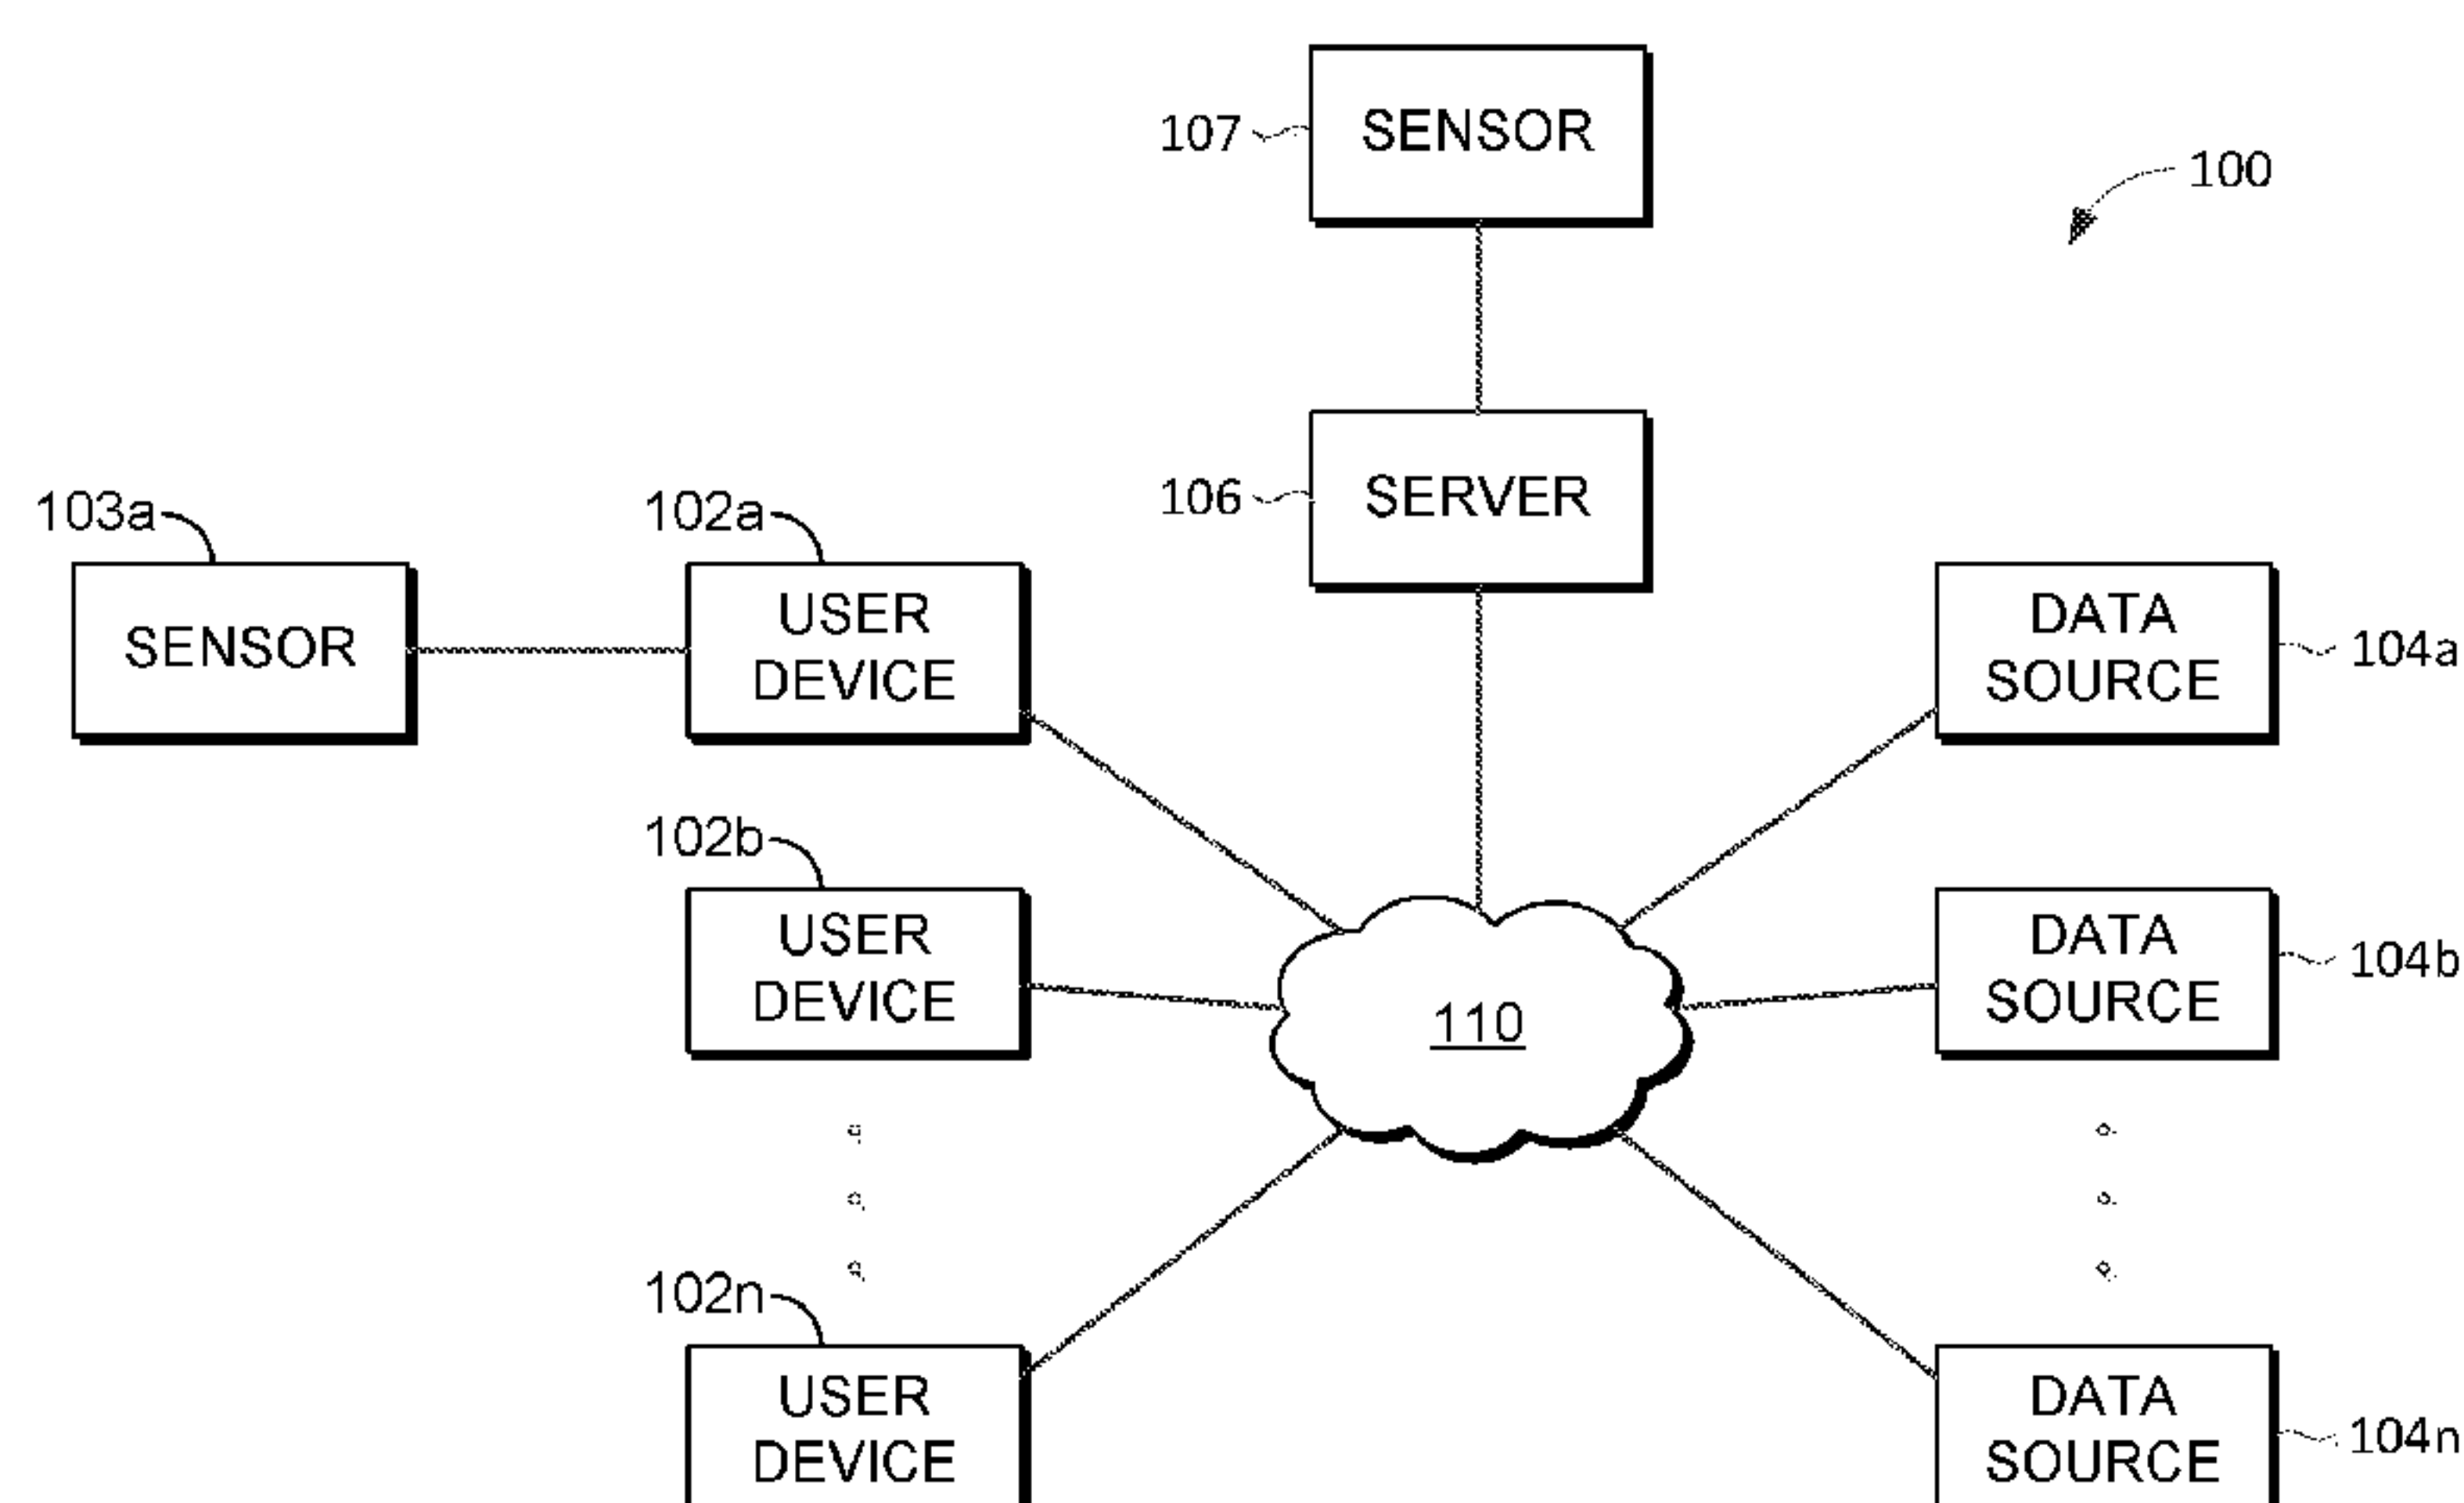 107
SENSOR
100
106
SERVER
103a
SENSOR
102a
USER
DEVICE
DATA
SOURCE
104a
102b
USER
DEVICE
110
DATA
SOURCE
104b
102n
USER
DEVICE
DATA
SOURCE
104n